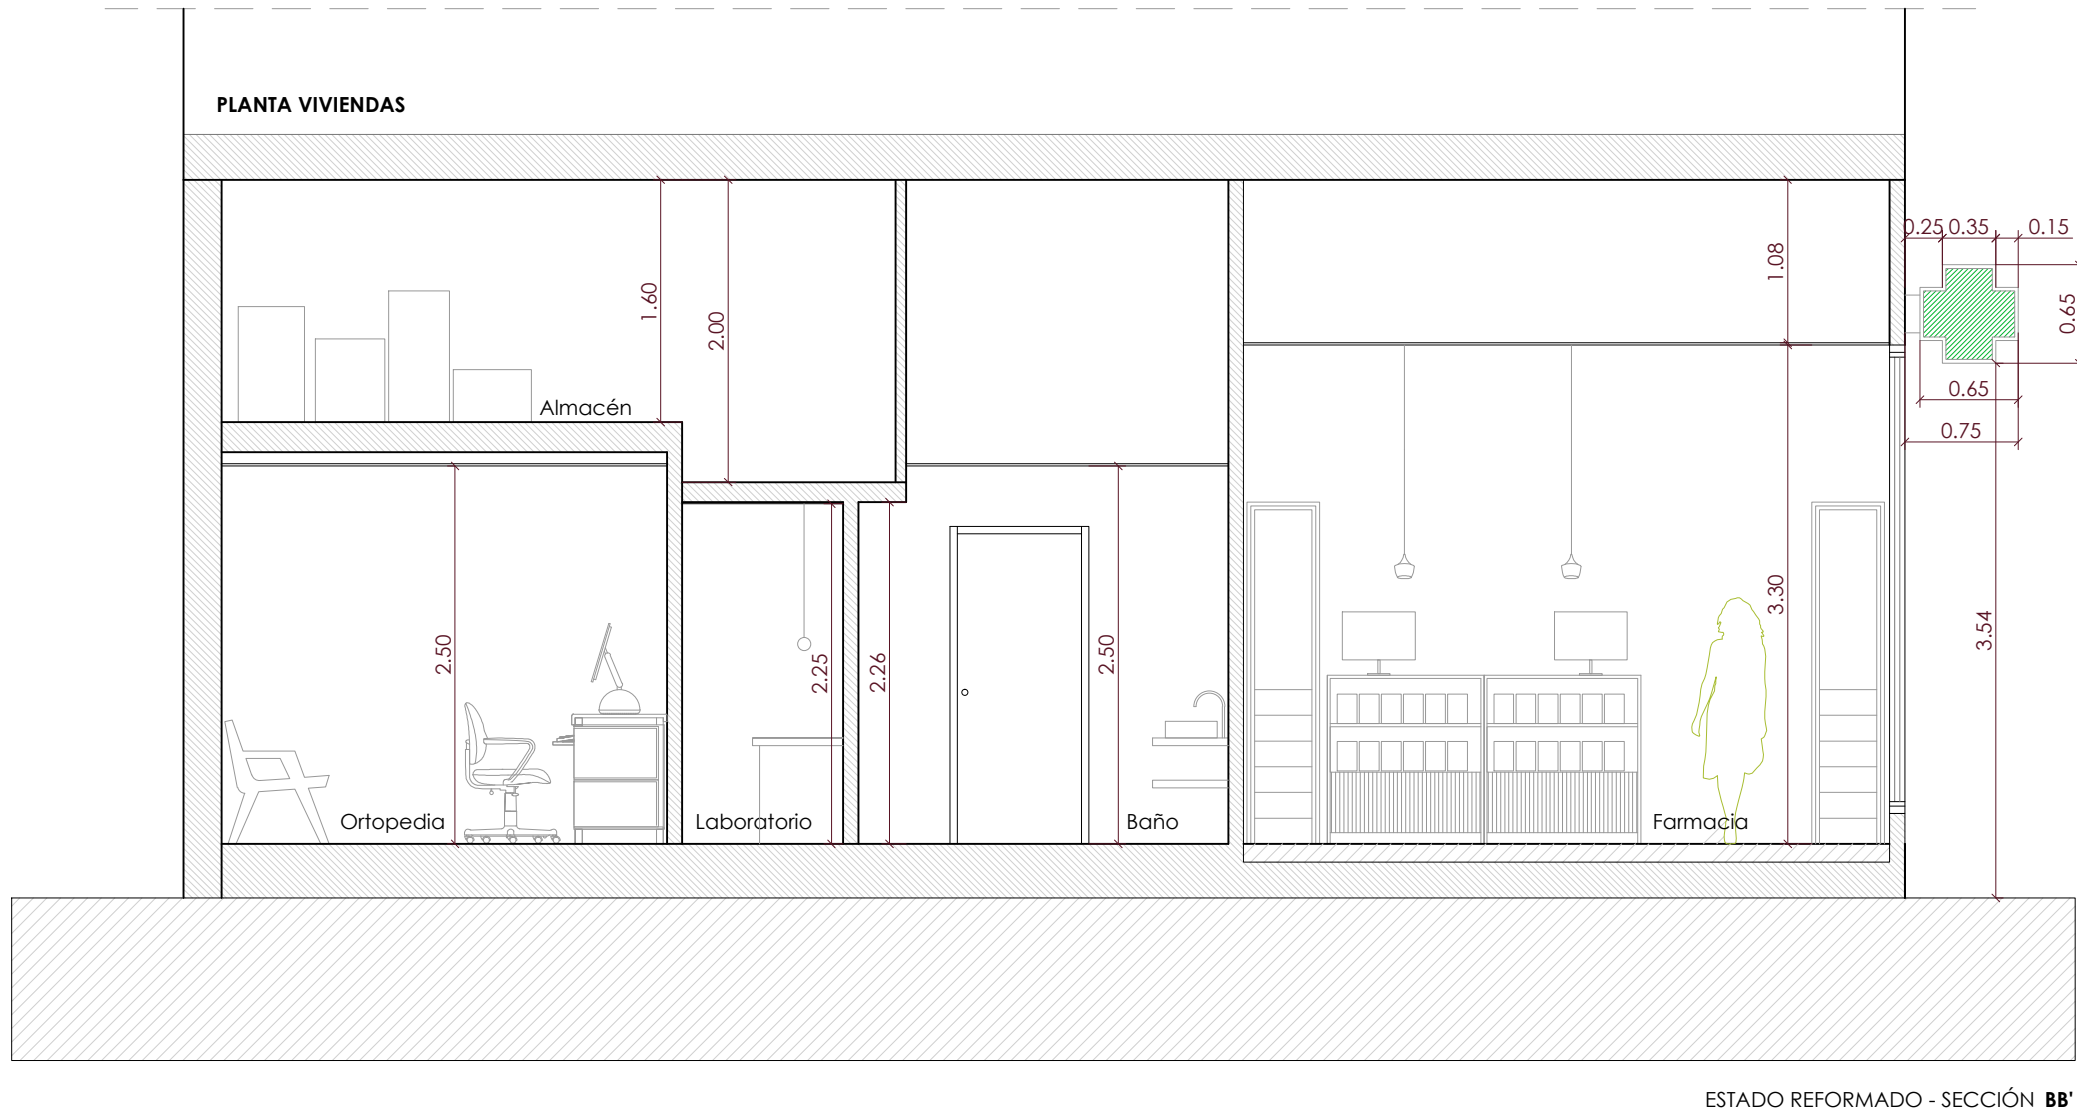 PLANTA VIVIENDAS
0.25
0.35
0.15
1.60
2.00
1.08
0.65
0.65
0.75
Almacén
2.50
2.25
2.26
2.50
3.30
3.54
Ortopedia
Laboratorio
Baño
Farmacia
ESTADO REFORMADO - SECCIÓN BB'